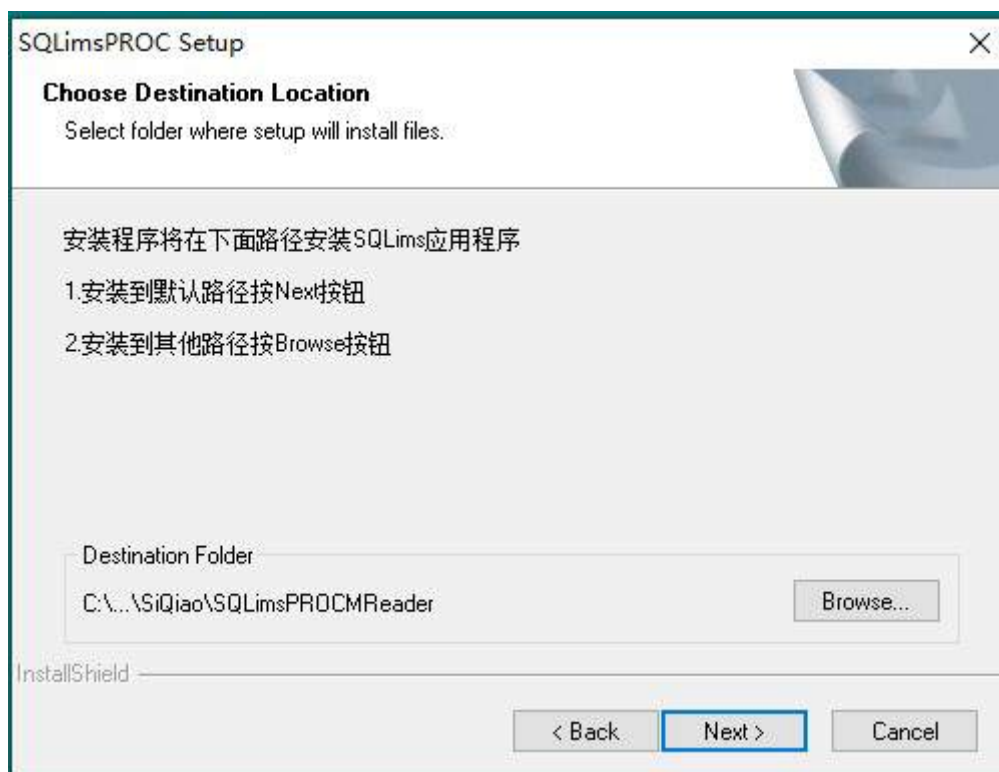 SQLimsPROC Setup
Choose Destination Location
Select folder where setup will install files.
安装程序将在下面路径安装SQLims应用程序
1.安装到默认路径按Next按钮
2.安装到其他路径按Browse按钮
Destination Folder
C:\...\SiQiao\SQLimsPROCMReader
Browse...
InstallShield
< Back
Next >
Cancel